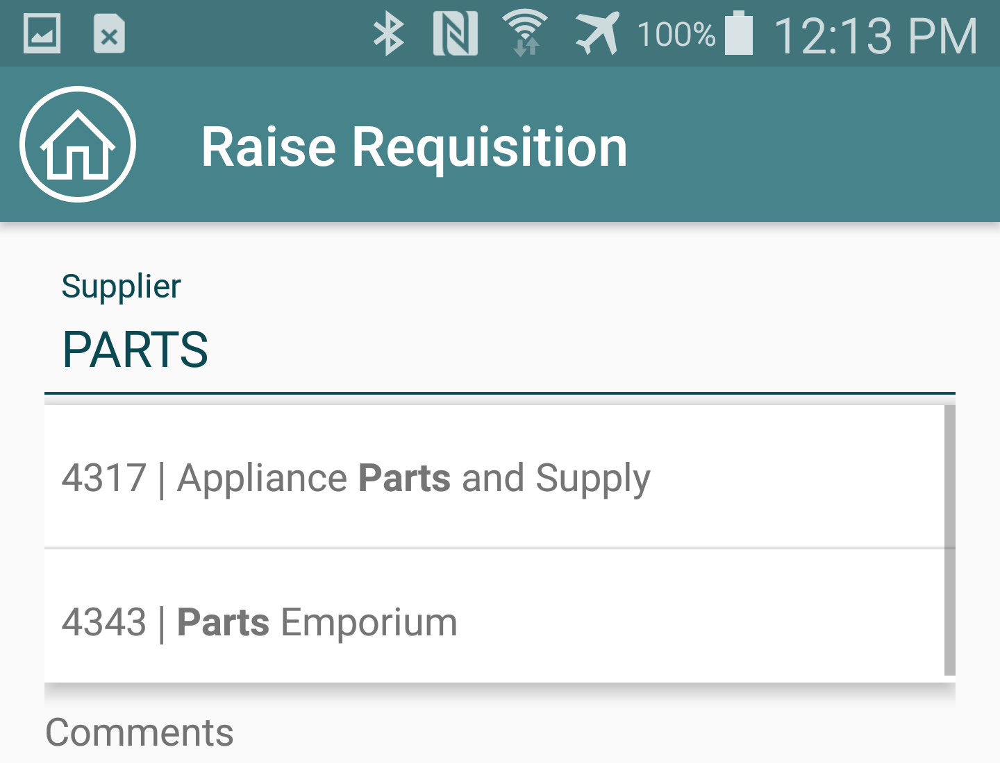 100% 12:13 PM
Raise Requisition
Supplier
PARTS
4317 | Appliance Parts and Supply
4343 | Parts Emporium
Comments